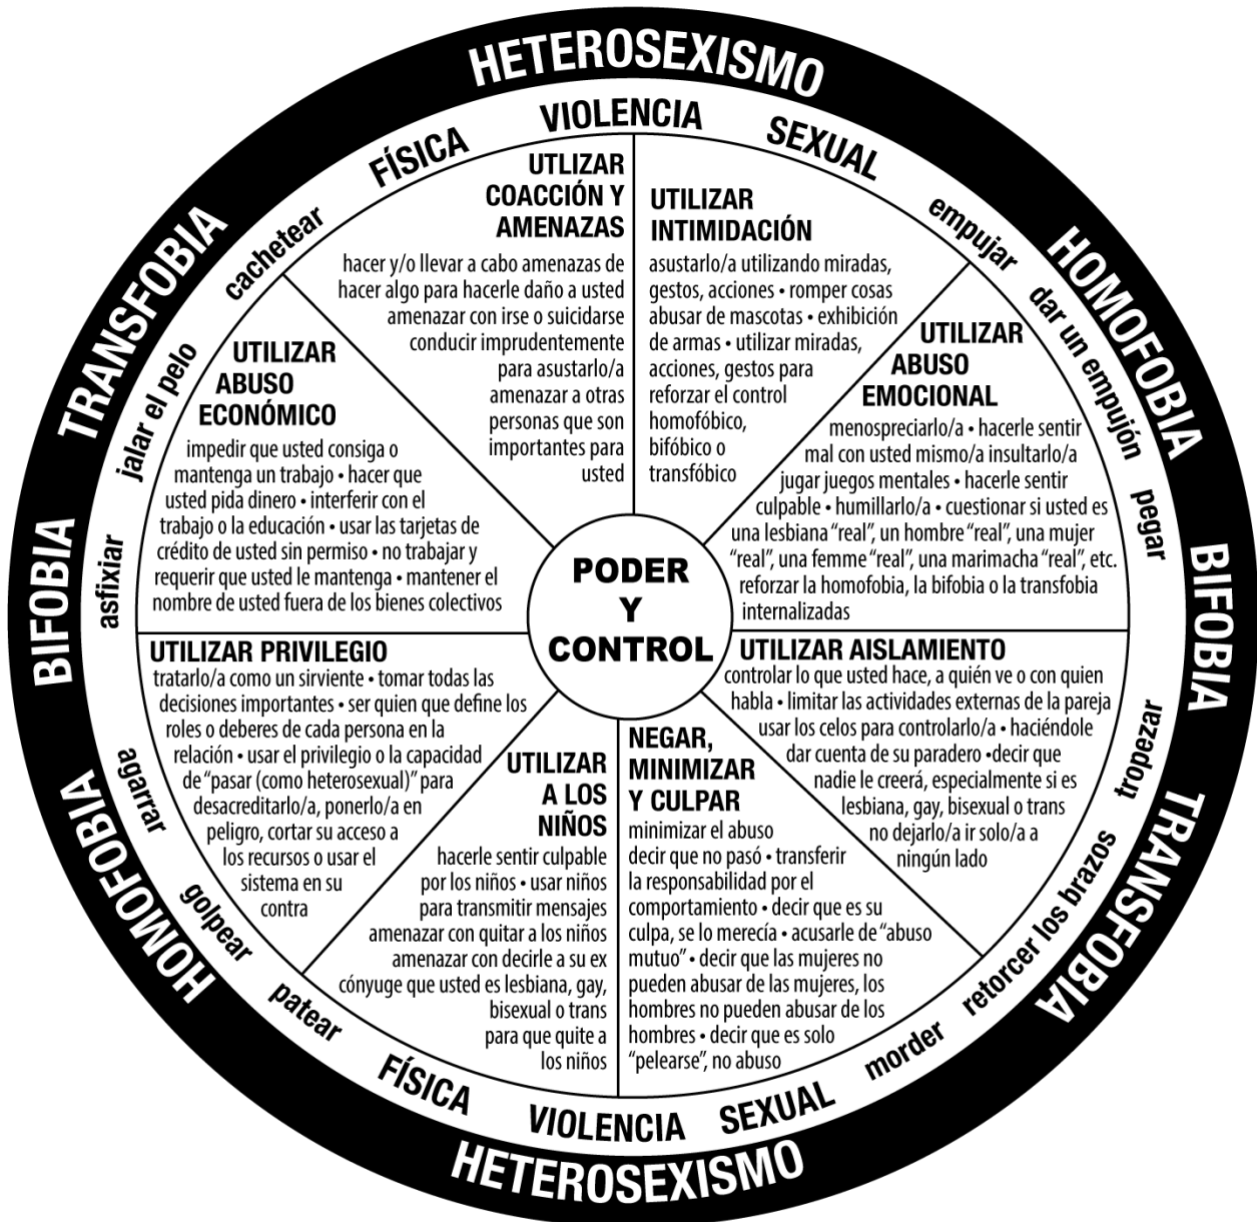 HETEROSEXISMO
HOMOFOBIA
BIFOBIA
TRANSFOBIA
HETEROSEXISMO
HOMOFOBIA
BIFOBIA
TRANSFOBIA
FÍSICA
VIOLENCIA
SEXUAL
empujar
dar un empujón
pegar
tropezar
retorcer los brazos
morder
SEXUAL
VIOLENCIA
FÍSICA
patear
golpear
agarrar
asfixiar
jalar el pelo
cachetear
UTLIZAR
COACCIÓN Y
AMENAZAS
hacer y/o llevar a cabo amenazas de
hacer algo para hacerle daño a usted
amenazar con irse o suicidarse
conducir imprudentemente
para asustarlo/a
amenazar a otras
personas que son
importantes para
usted
UTILIZAR
INTIMIDACIÓN
asustarlo/a utilizando miradas,
gestos, acciones • romper cosas
abusar de mascotas • exhibición
de armas • utilizar miradas,
acciones, gestos para
reforzar el control
homofóbico,
bifóbico o
transfóbico
UTILIZAR
ABUSO
EMOCIONAL
menospreciarlo/a • hacerle sentir
mal con usted mismo/a insultarlo/a
jugar juegos mentales • hacerle sentir
culpable • humillarlo/a • cuestionar si usted es
una lesbiana “real”, un hombre “real”, una mujer
“real”, una femme “real”, una marimacha “real”, etc.
reforzar la homofobia, la bifobia o la transfobia
internalizadas
UTILIZAR AISLAMIENTO
controlar lo que usted hace, a quién ve o con quien
habla • limitar las actividades externas de la pareja
usar los celos para controlarlo/a • haciéndole
dar cuenta de su paradero •decir que
nadie le creerá, especialmente si es
lesbiana, gay, bisexual o trans
no dejarlo/a ir solo/a a
ningún lado
NEGAR,
MINIMIZAR
Y CULPAR
minimizar el abuso
decir que no pasó • transferir
la responsabilidad por el
comportamiento • decir que es su
culpa, se lo merecía • acusarle de “abuso
mutuo” • decir que las mujeres no
pueden abusar de las mujeres, los
hombres no pueden abusar de los
hombres • decir que es solo
“pelearse”, no abuso
UTILIZAR
A LOS
NIÑOS
hacerle sentir culpable
por los niños • usar niños
para transmitir mensajes
amenazar con quitar a los niños
amenazar con decirle a su ex
cónyuge que usted es lesbiana, gay,
bisexual o trans
para que quite a
los niños
UTILIZAR PRIVILEGIO
tratarlo/a como un sirviente • tomar todas las
decisiones importantes • ser quien que define los
roles o deberes de cada persona en la
relación • usar el privilegio o la capacidad
de “pasar (como heterosexual)” para
desacreditarlo/a, ponerlo/a en
peligro, cortar su acceso a
los recursos o usar el
sistema en su
contra
UTILIZAR
ABUSO
ECONÓMICO
impedir que usted consiga o
mantenga un trabajo • hacer que
usted pida dinero • interferir con el
trabajo o la educación • usar las tarjetas de
crédito de usted sin permiso • no trabajar y
requerir que usted le mantenga • mantener el
nombre de usted fuera de los bienes colectivos
PODER
Y
CONTROL